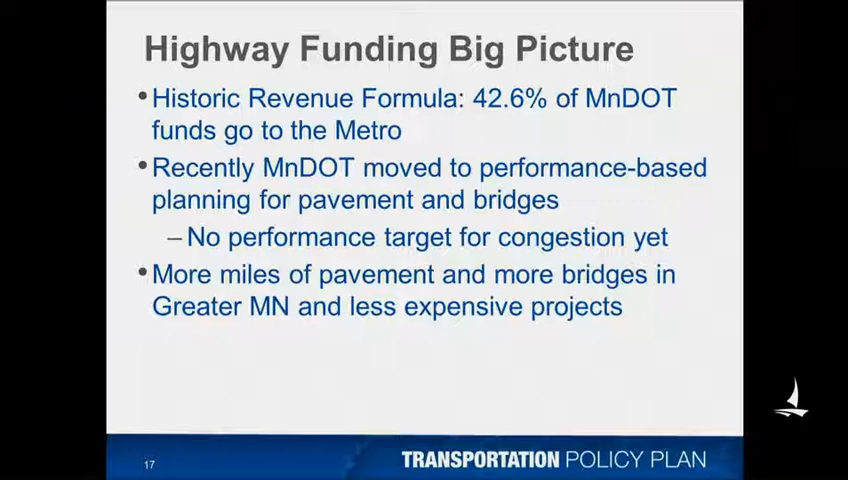 Highway Funding Big Picture
• Historic Revenue Formula: 42.6% of MnDOT
funds go to the Metro
• Recently MnDOT moved to performance-based
planning for pavement and bridges
– No performance target for congestion yet
• More miles of pavement and more bridges in
Greater MN and less expensive projects
17
TRANSPORTATION POLICY PLAN